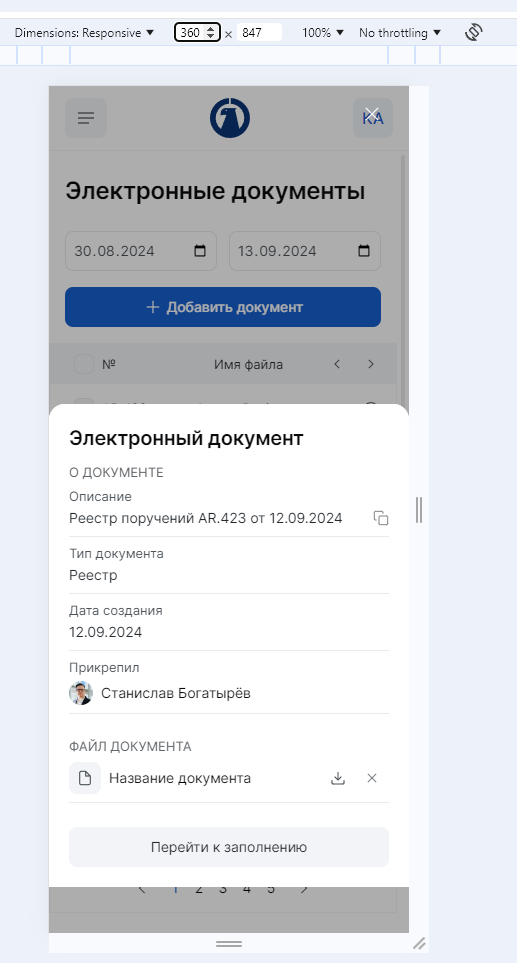 Dimensions: Responsive 360 × 847 100% No throttling
КА
Электронные документы
30.08.2024 13.09.2024
Добавить документ
№ Имя файла
Электронный документ
О ДОКУМЕНТЕ
Описание
Реестр поручений AR.423 от 12.09.2024
Тип документа
Реестр
Дата создания
12.09.2024
Прикрепил
Станислав Богатырёв
ФАЙЛ ДОКУМЕНТА
Название документа
Перейти к заполнению
1 2 3 4 5